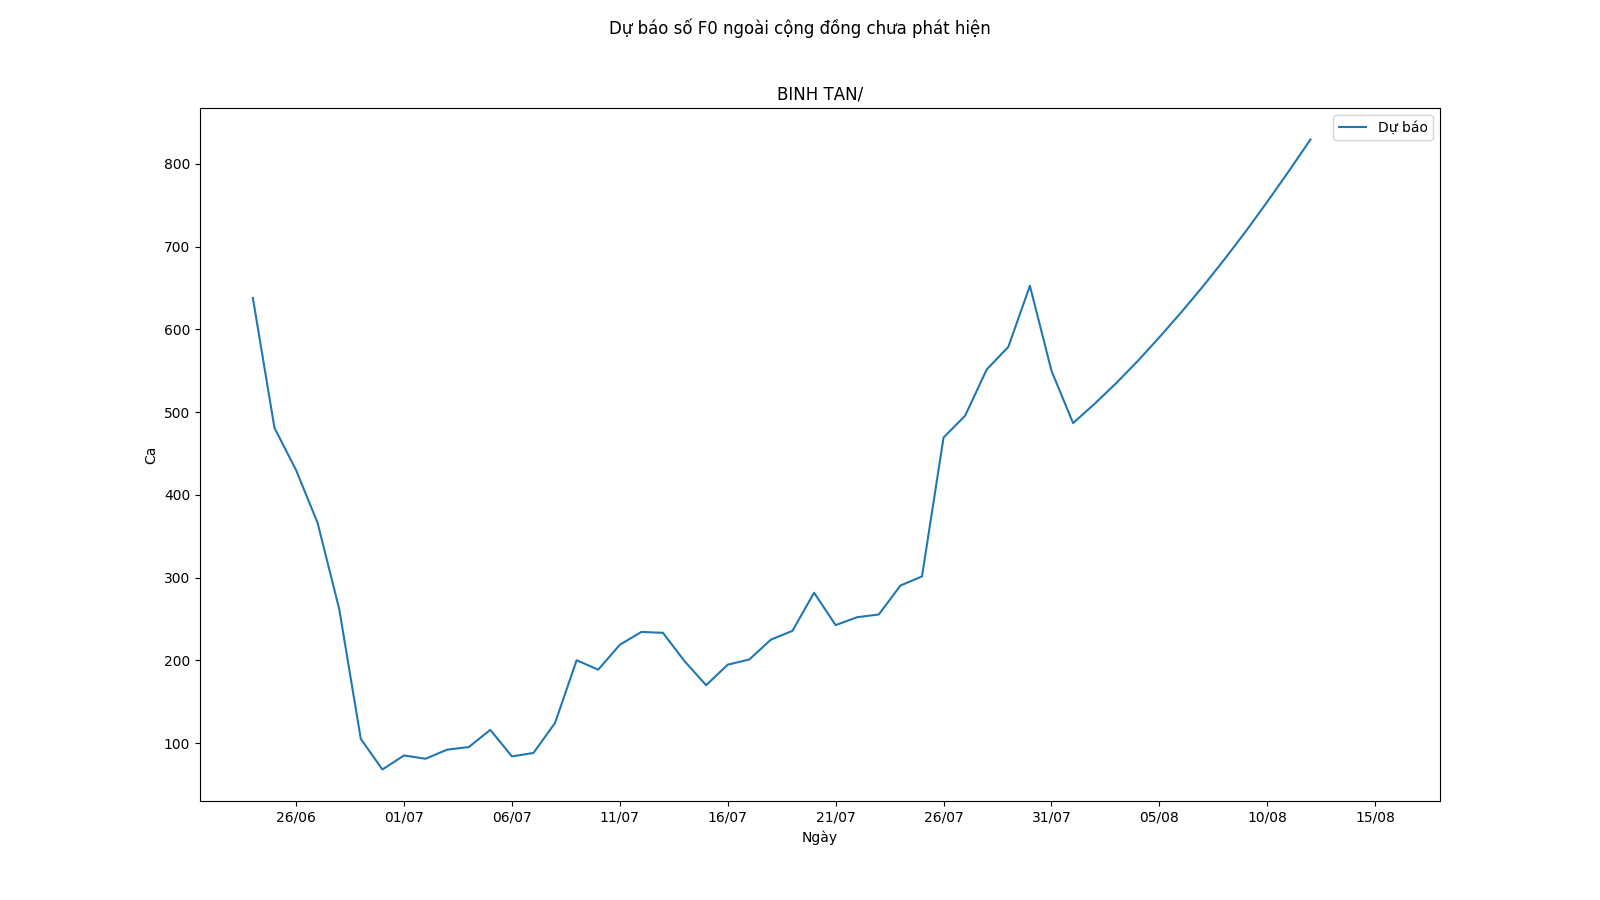 Dự báo số F0 ngoài cộng đồng chưa phát hiện
BINH TAN/
Dự báo
800
700
600
500
400
300
200
100
Ca
26/06 01/07 06/07 11/07 16/07 21/07 26/07 31/07 05/08 10/08 15/08
Ngày